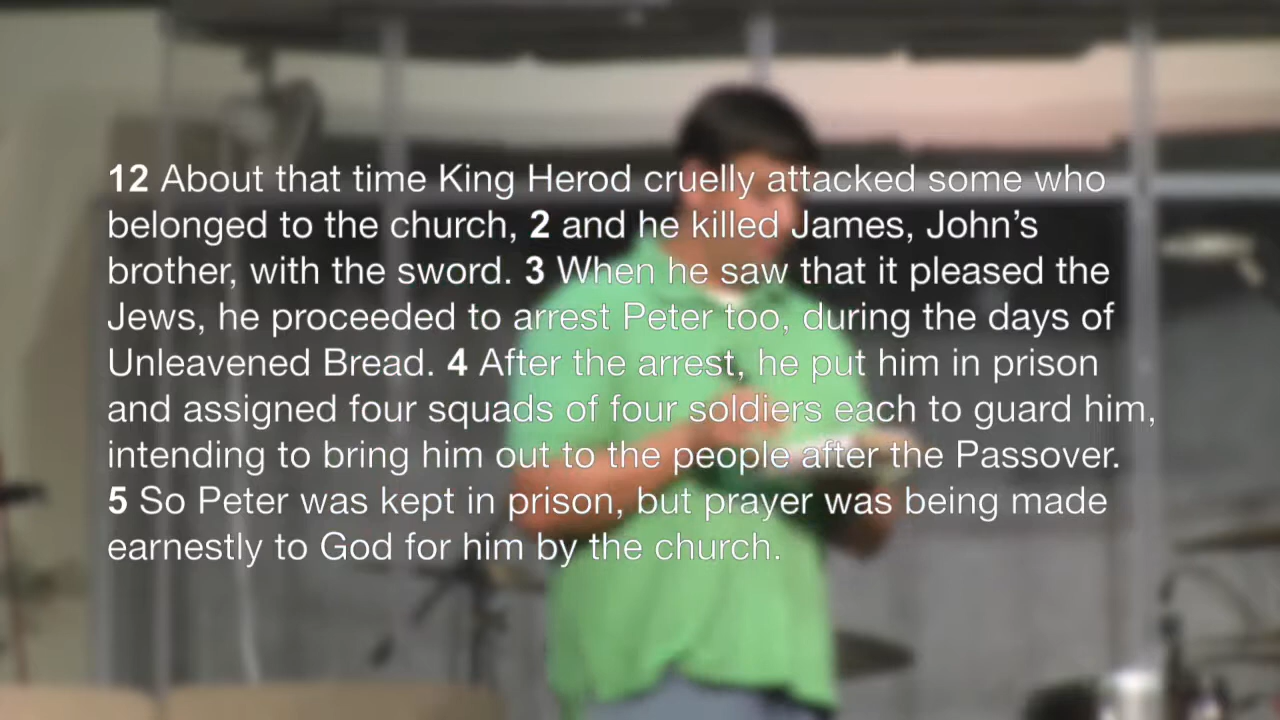 12 About that time King Herod cruelly attacked some who
belonged to the church, 2 and he killed James, John’s
brother, with the sword. 3 When he saw that it pleased the
Jews, he proceeded to arrest Peter too, during the days of
Unleavened Bread. 4 After the arrest, he put him in prison
and assigned four squads of four soldiers each to guard him,
intending to bring him out to the people after the Passover.
5 So Peter was kept in prison, but prayer was being made
earnestly to God for him by the church.